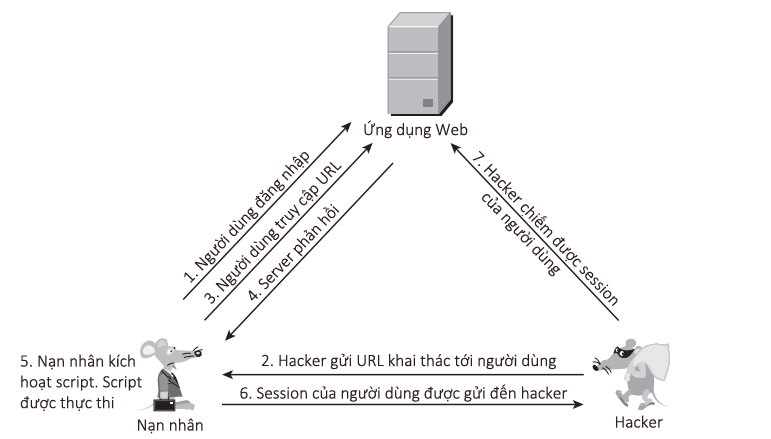 Ứng dụng Web
1. Người dùng đăng nhập
3. Người dùng truy cập URL
4. Server phản hồi
7. Hacker chiếm được session
của người dùng
5. Nạn nhân kích
hoạt script. Script
được thực thi
2. Hacker gửi URL khai thác tới người dùng
6. Session của người dùng được gửi đến hacker
Nạn nhân
Hacker